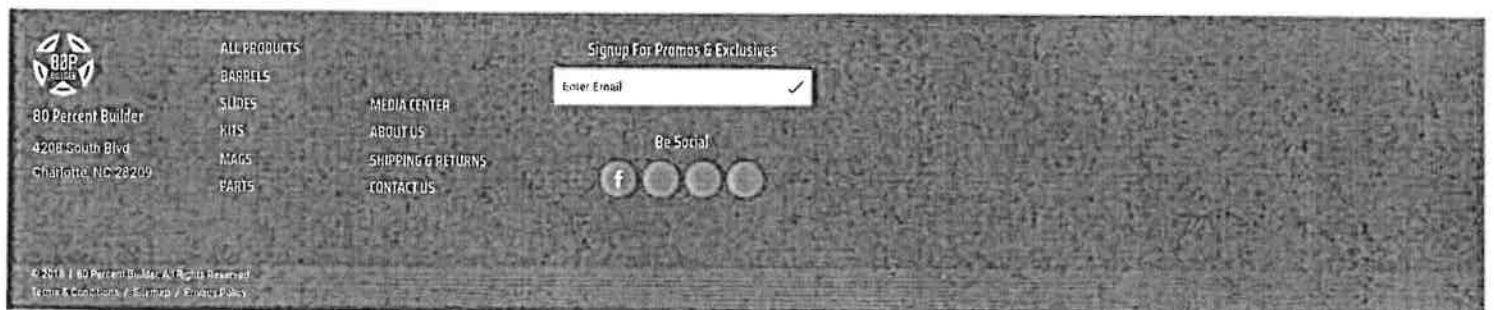 80P
BUILDER
80 Percent Builder
4208 South Blvd
Charlotte, NC 28209
ALL PRODUCTS
BARRELS
SLIDES
KITS
MAGS
PARTS
MEDIA CENTER
ABOUT US
SHIPPING & RETURNS
CONTACT US
Signup For Promos & Exclusives
Enter Email
Be Social
f
© 2018 | 80 Percent Builder, All Rights Reserved
Terms & Conditions / Sitemap / Privacy Policy